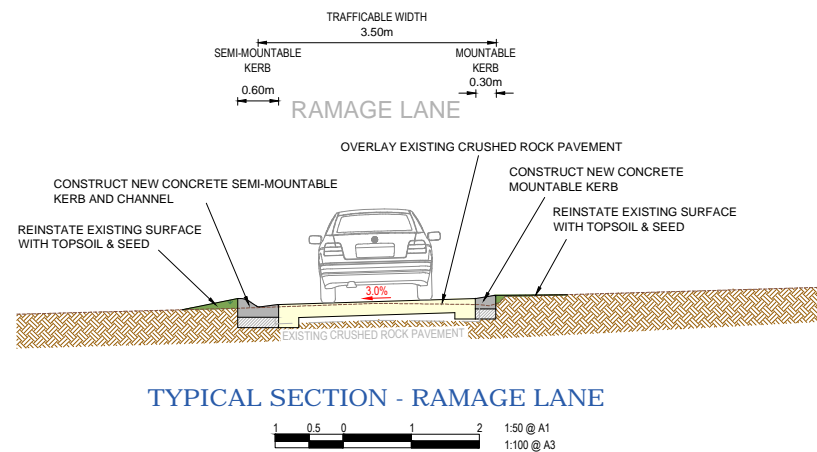 TRAFFICABLE WIDTH
3.50m
SEMI-MOUNTABLE
KERB
0.60m
MOUNTABLE
KERB
0.30m
RAMAGE LANE
OVERLAY EXISTING CRUSHED ROCK PAVEMENT
CONSTRUCT NEW CONCRETE
MOUNTABLE KERB
CONSTRUCT NEW CONCRETE SEMI-MOUNTABLE
KERB AND CHANNEL
REINSTATE EXISTING SURFACE
WITH TOPSOIL & SEED
REINSTATE EXISTING SURFACE
WITH TOPSOIL & SEED
3.0%
EXISTING CRUSHED ROCK PAVEMENT
TYPICAL SECTION - RAMAGE LANE
1 0.5 0 1 2
1:50 @ A1
1:100 @ A3